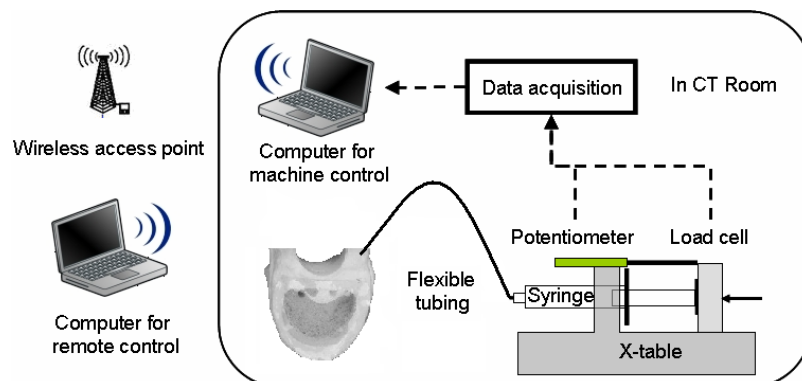 Wireless access point
Computer for
remote control
Computer for
machine control
Data acquisition
In CT Room
Potentiometer
Load cell
Flexible
tubing
Syringe
X-table